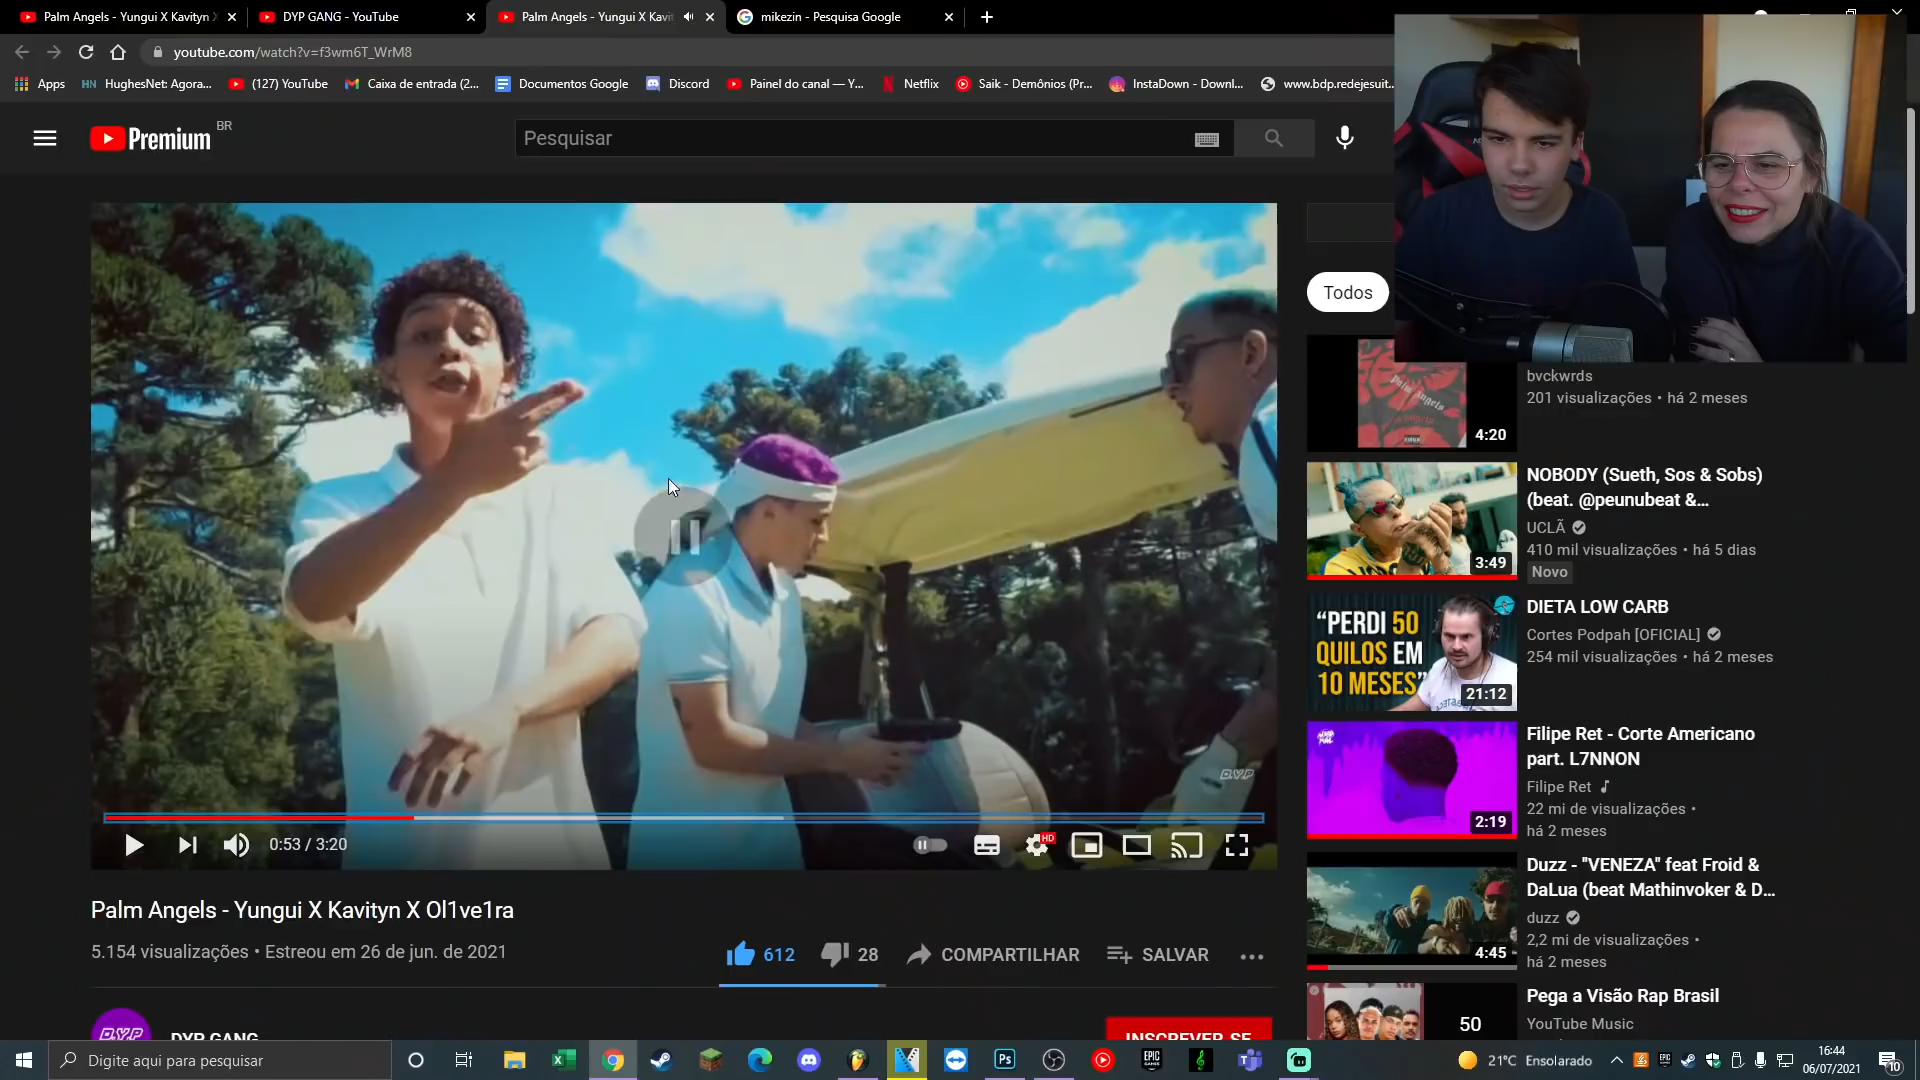 Palm Angels - Yungui X Kavityn X
DYP GANG - YouTube
Palm Angels - Yungui X Kavit
mikezin - Pesquisa Google
youtube.com/watch?v=f3wm6T_WrM8
Apps
HN HughesNet: Agora...
(127) YouTube
Caixa de entrada (2...
Documentos Google
Discord
Painel do canal — Y...
Netflix
Saik - Demônios (Pr...
InstaDown - Downl...
www.bdp.redejesuit...
Premium BR
Pesquisar
Todos
DYP
HD
0:53 / 3:20
Palm Angels - Yungui X Kavityn X Ol1ve1ra
5.154 visualizações • Estreou em 26 de jun. de 2021
612
28
COMPARTILHAR
SALVAR
DYP
DYP GANG
INSCREVER-SE
Palm Angels
4:20
bvckwrds
201 visualizações • há 2 meses
3:49
NOBODY (Sueth, Sos & Sobs)
(beat. @peunubeat &...
UCLÃ
410 mil visualizações • há 5 dias
Novo
“PERDI 50
QUILOS EM
10 MESES”
21:12
DIETA LOW CARB
Cortes Podpah [OFICIAL]
254 mil visualizações • há 2 meses
2:19
Filipe Ret - Corte Americano
part. L7NNON
Filipe Ret
22 mi de visualizações •
há 2 meses
4:45
Duzz - "VENEZA" feat Froid &
DaLua (beat Mathinvoker & D...
duzz
2,2 mi de visualizações •
há 2 meses
50
Pega a Visão Rap Brasil
YouTube Music
Digite aqui para pesquisar
Ps
EPIC GAMES
21°C Ensolarado
16:44
06/07/2021
10